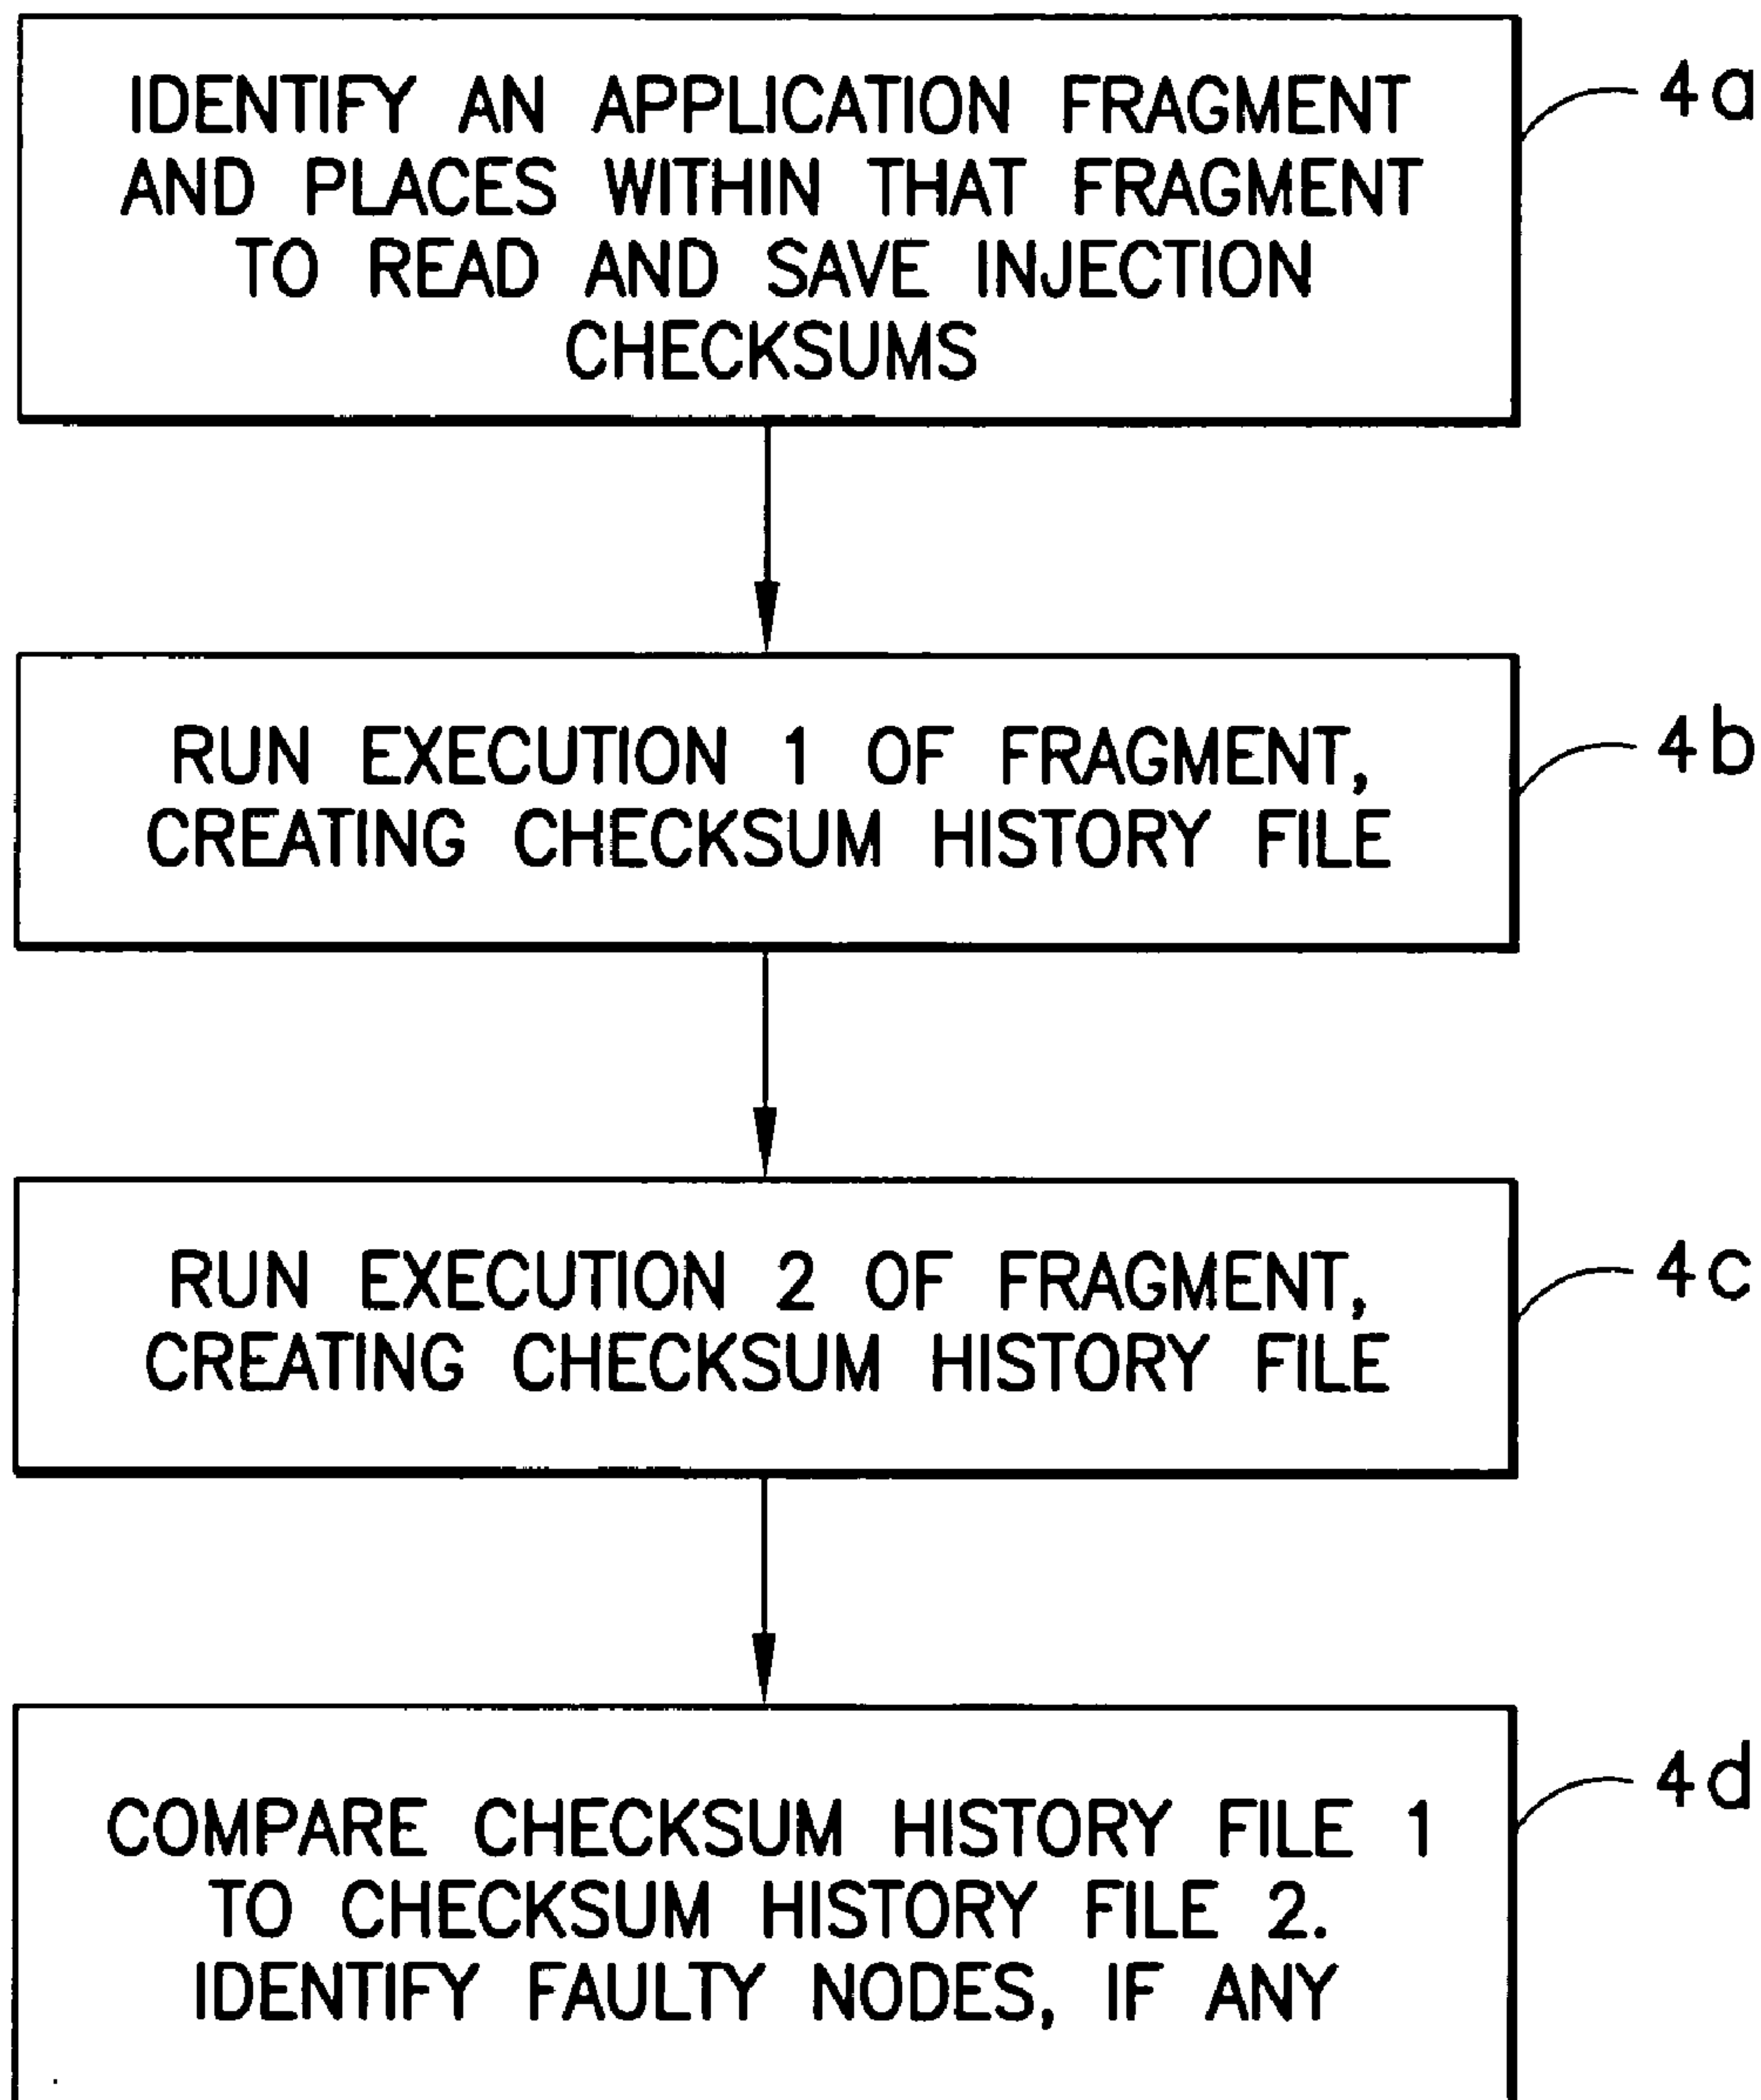 IDENTIFY AN APPLICATION FRAGMENT
AND PLACES WITHIN THAT FRAGMENT
TO READ AND SAVE INJECTION
CHECKSUMS
4a
RUN EXECUTION 1 OF FRAGMENT,
CREATING CHECKSUM HISTORY FILE
4b
RUN EXECUTION 2 OF FRAGMENT,
CREATING CHECKSUM HISTORY FILE
4c
COMPARE CHECKSUM HISTORY FILE 1
TO CHECKSUM HISTORY FILE 2.
IDENTIFY FAULTY NODES, IF ANY
4d